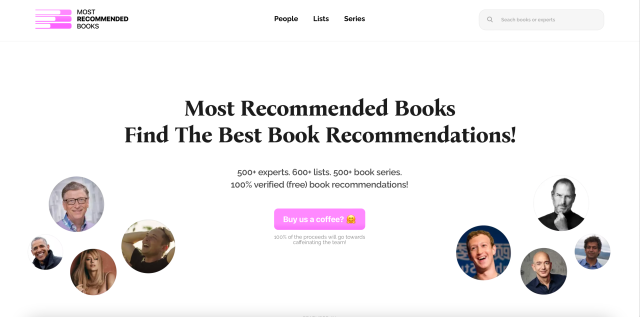 MOST
RECOMMENDED
BOOKS
People Lists Series
Search books or experts
Most Recommended Books
Find The Best Book Recommendations!
500+ experts. 600+ lists. 500+ book series.
100% verified (free) book recommendations!
Buy us a coffee? 🤗
100% of the proceeds will go towards
caffeinating the team!